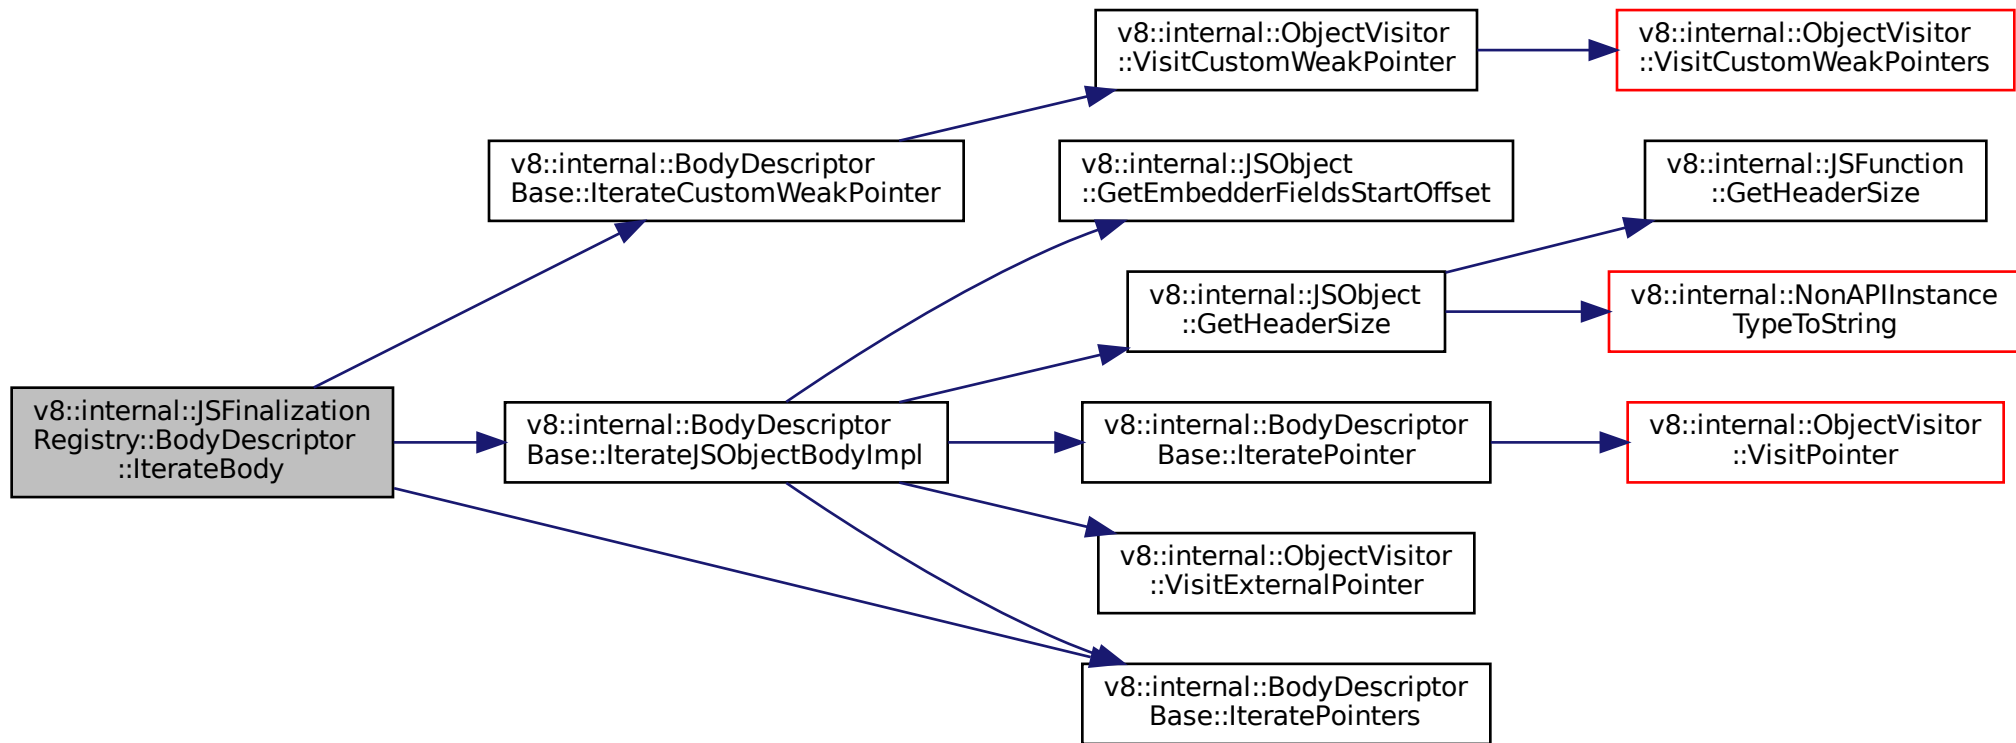 v8::internal::ObjectVisitor
::VisitCustomWeakPointer
v8::internal::ObjectVisitor
::VisitCustomWeakPointers
v8::internal::BodyDescriptor
Base::IterateCustomWeakPointer
v8::internal::JSObject
::GetEmbedderFieldsStartOffset
v8::internal::JSFunction
::GetHeaderSize
v8::internal::JSObject
::GetHeaderSize
v8::internal::NonAPIInstance
TypeToString
v8::internal::JSFinalization
Registry::BodyDescriptor
::IterateBody
v8::internal::BodyDescriptor
Base::IterateJSObjectBodyImpl
v8::internal::BodyDescriptor
Base::IteratePointer
v8::internal::ObjectVisitor
::VisitPointer
v8::internal::ObjectVisitor
::VisitExternalPointer
v8::internal::BodyDescriptor
Base::IteratePointers